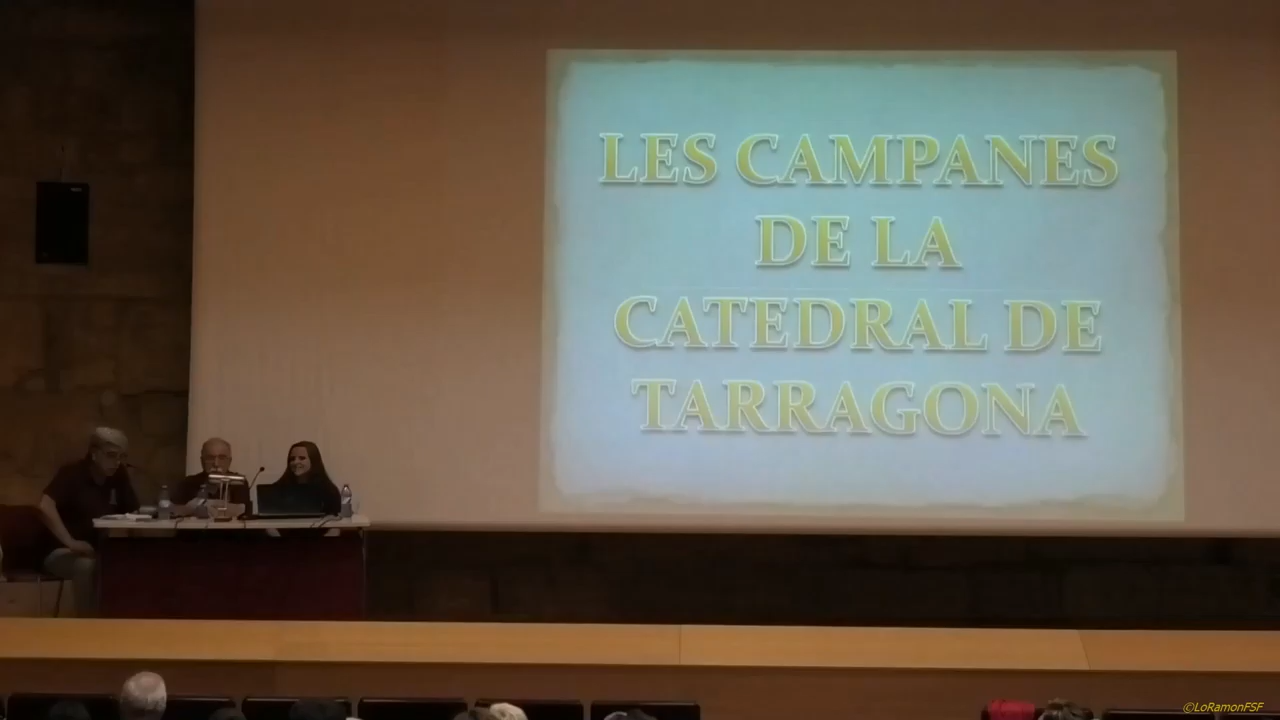 LES CAMPANES
DE LA
CATEDRAL DE
TARRAGONA
©LoRamonFSF